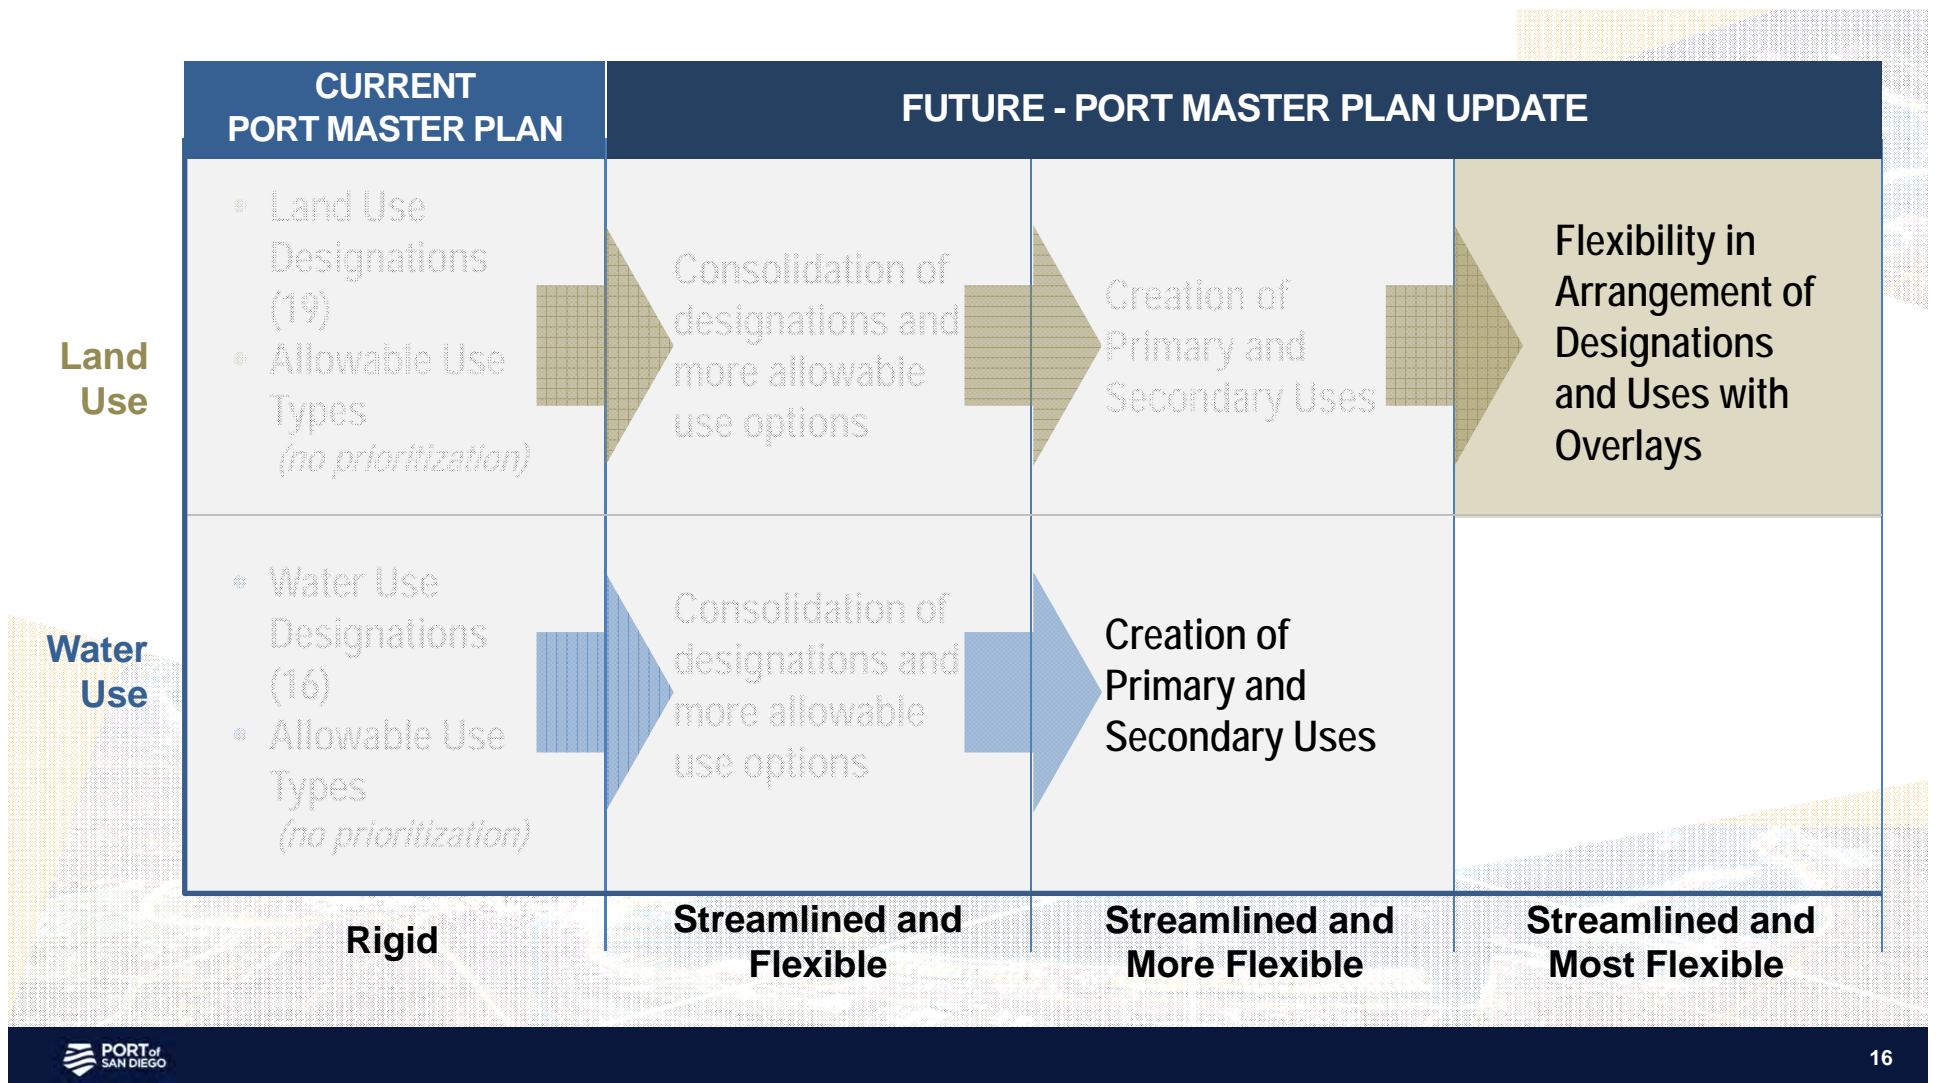 CURRENT
PORT MASTER PLAN
FUTURE - PORT MASTER PLAN UPDATE
Land
Use
• Land Use
Designations
(19)
• Allowable Use
Types
(no prioritization)
Consolidation of
designations and
more allowable
use options
Creation of
Primary and
Secondary Uses
Flexibility in
Arrangement of
Designations
and Uses with
Overlays
Water
Use
• Water Use
Designations
(16)
• Allowable Use
Types
(no prioritization)
Consolidation of
designations and
more allowable
use options
Creation of
Primary and
Secondary Uses
Rigid
Streamlined and
Flexible
Streamlined and
More Flexible
Streamlined and
Most Flexible
PORT of
SAN DIEGO
16